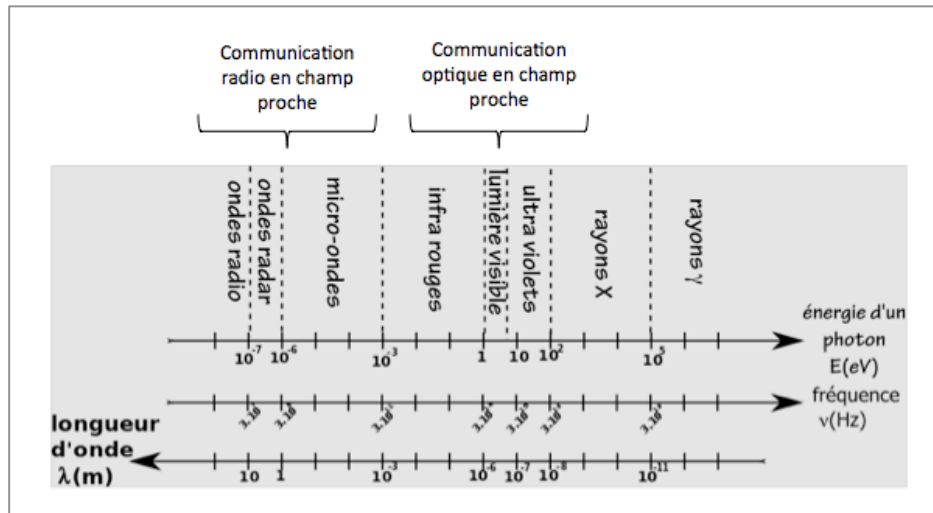 Communication
radio en champ
proche
Communication
optique en champ
proche
ondes radio
ondes radar
micro-ondes
infra rouges
lumière visible
ultra violets
rayons X
rayons γ
énergie d'un
photon
E(eV)
10⁻⁷ 10⁻⁶ 10⁻³ 1 10 10² 10⁵
fréquence
ν(Hz)
longueur
d'onde
λ(m)
10 1 10⁻³ 10⁻⁶ 10⁻⁷ 10⁻⁸ 10⁻¹¹